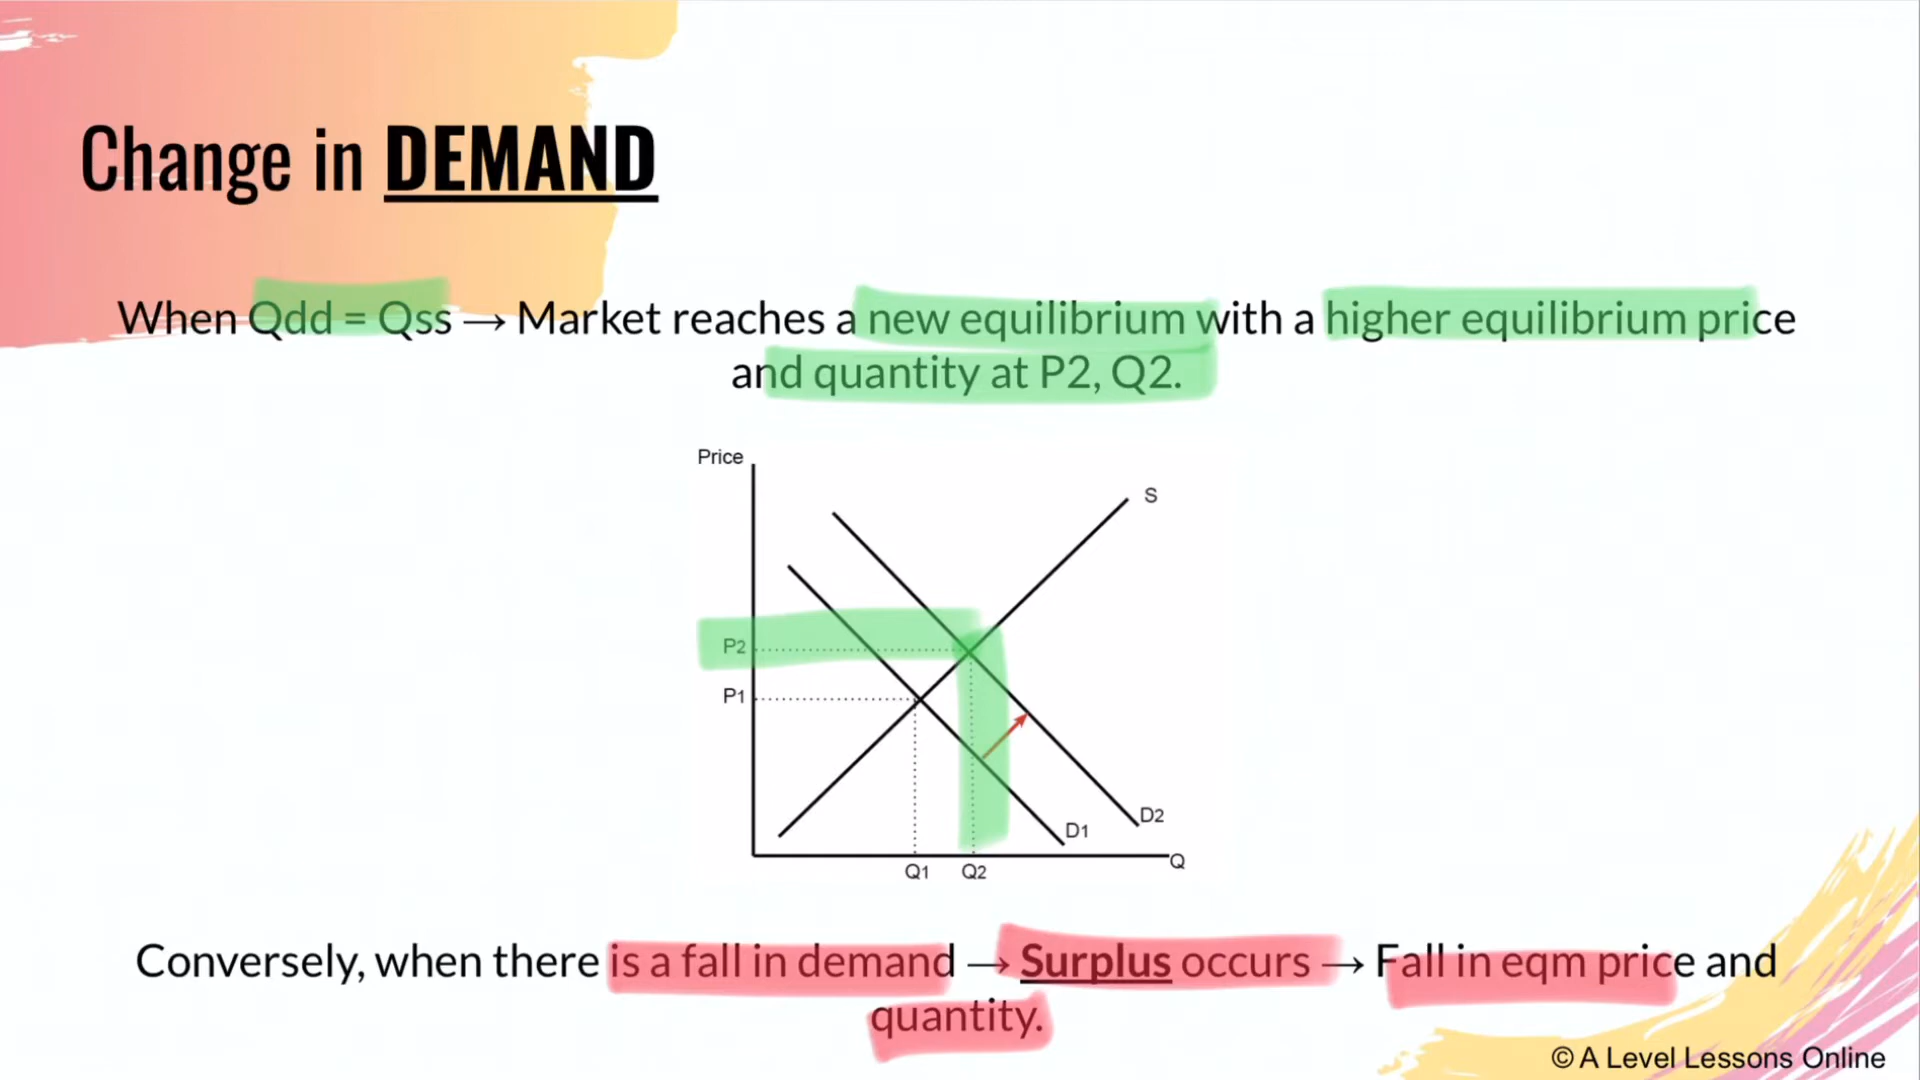 Change in DEMAND
When Qdd = Qss → Market reaches a new equilibrium with a higher equilibrium price
and quantity at P2, Q2.
Price
S
P2
P1
D2
D1
Q
Q1 Q2
Conversely, when there is a fall in demand → Surplus occurs → Fall in eqm price and
quantity.
© A Level Lessons Online